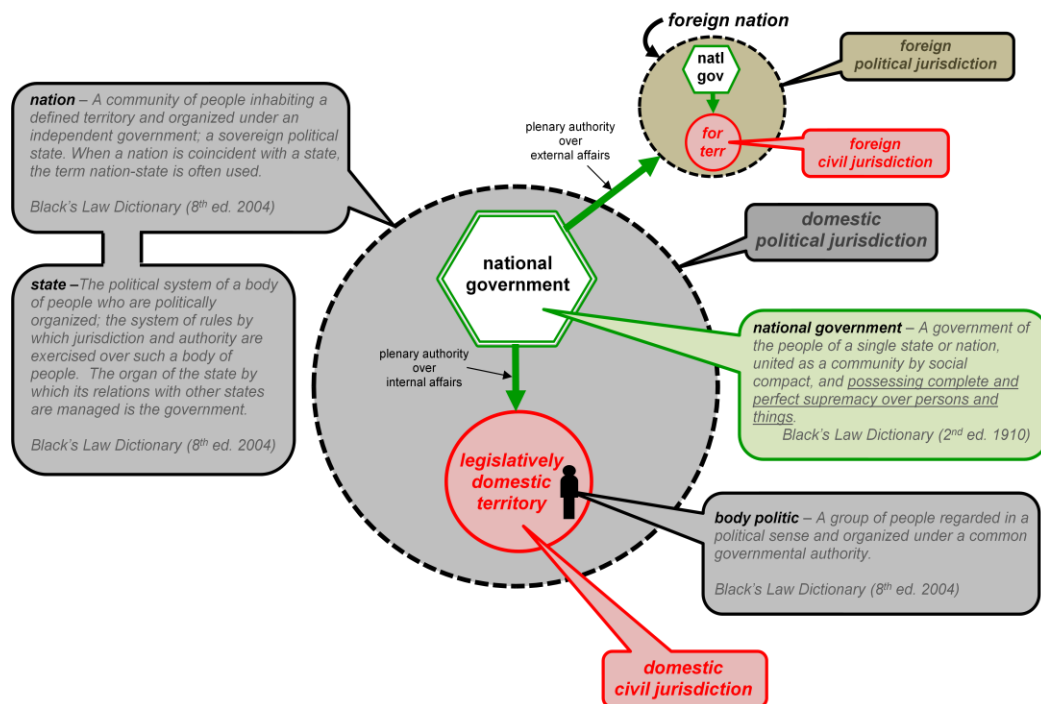 foreign nation
natl
gov
for
terr
foreign
political jurisdiction
foreign
civil jurisdiction
nation – A community of people inhabiting a
defined territory and organized under an
independent government; a sovereign political
state. When a nation is coincident with a state,
the term nation-state is often used.
Black's Law Dictionary (8th ed. 2004)
plenary authority
over
external affairs
domestic
political jurisdiction
national
government
state –The political system of a body
of people who are politically
organized; the system of rules by
which jurisdiction and authority are
exercised over such a body of
people.  The organ of the state by
which its relations with other states
are managed is the government.
Black's Law Dictionary (8th ed. 2004)
plenary authority
over
internal affairs
national government – A government of
the people of a single state or nation,
united as a community by social
compact, and possessing complete and
perfect supremacy over persons and
things.
Black's Law Dictionary (2nd ed. 1910)
legislatively
domestic
territory
body politic – A group of people regarded in a
political sense and organized under a common
governmental authority.
Black's Law Dictionary (8th ed. 2004)
domestic
civil jurisdiction